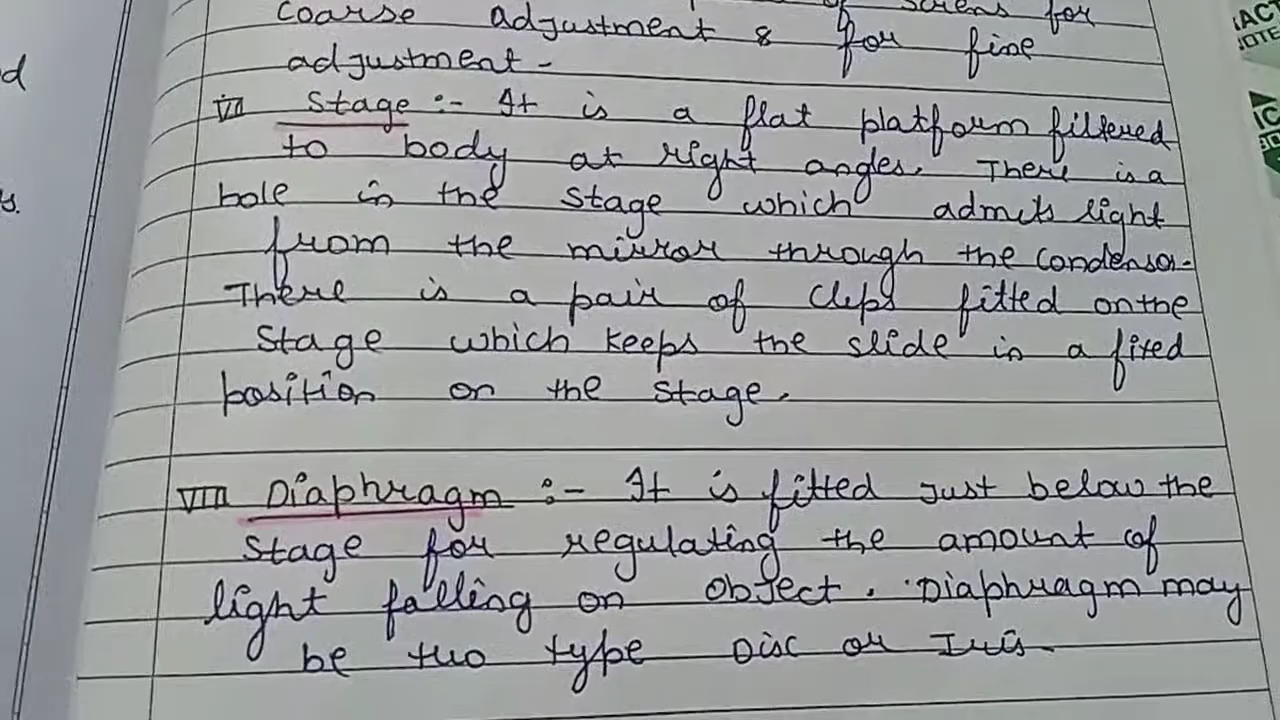 of screws for
coarse adjustment & for fine
adjustment -
VII Stage :- It is a flat platform filtered
to body at right angles. There is a
hole in the stage which admits light
from the mirror through the condensor.
There is a pair of Clips fitted on the
Stage which keeps the slide in a fixed
position on the stage.
VIII Diaphragm :- It is fitted Just below the
stage for regulating the amount of
light falling on object. Diaphragm may
be two type Disc or Iris-
d
s.